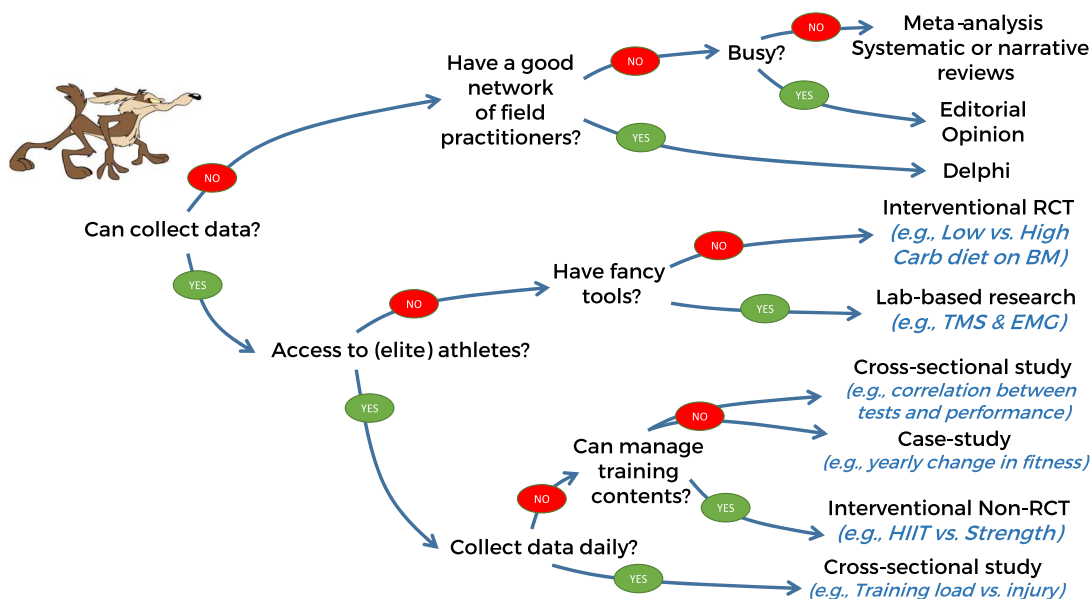 Can collect data?
NO
Have a good
network
of field
practitioners?
NO
Busy?
NO
Meta-analysis
Systematic or narrative
reviews
YES
Editorial
Opinion
YES
Delphi
YES
Access to (elite) athletes?
NO
Have fancy
tools?
NO
Interventional RCT
(e.g., Low vs. High
Carb diet on BM)
YES
Lab-based research
(e.g., TMS & EMG)
YES
Collect data daily?
NO
Can manage
training
contents?
NO
Cross-sectional study
(e.g., correlation between
tests and performance)
Case-study
(e.g., yearly change in fitness)
YES
Interventional Non-RCT
(e.g., HIIT vs. Strength)
YES
Cross-sectional study
(e.g., Training load vs. injury)